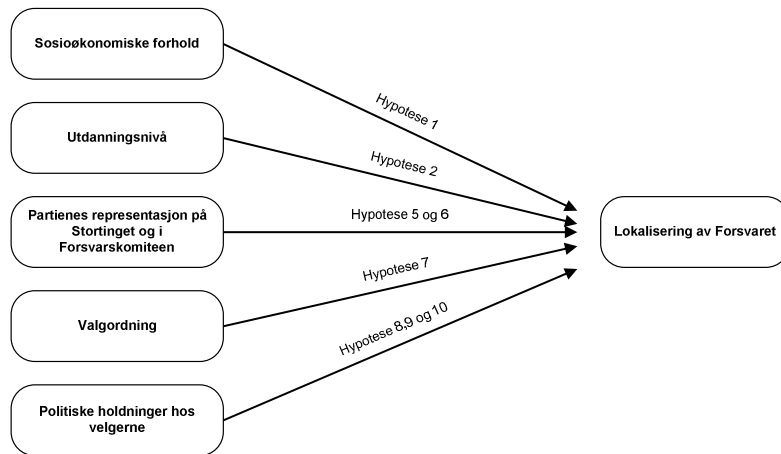 Sosioøkonomiske forhold
Hypotese 1
Utdanningsnivå
Hypotese 2
Partienes representasjon på
Stortinget og i
Forsvarskomiteen
Hypotese 5 og 6
Lokalisering av Forsvaret
Hypotese 7
Valgordning
Hypotese 8,9 og 10
Politiske holdninger hos
velgerne